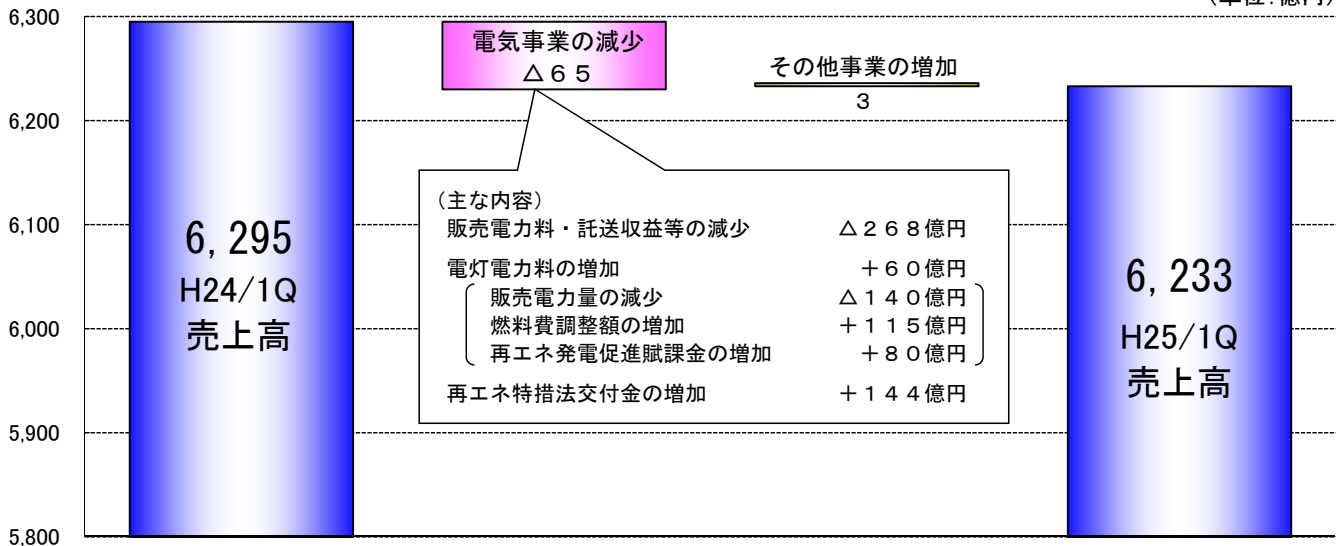 （単位：億円）
6,300
6,200
6,100
6,000
5,900
5,800
6,295
H24/1Q
売上高
電気事業の減少
△６５
その他事業の増加
3
（主な内容）
販売電力料・託送収益等の減少 △２６８億円
電灯電力料の増加 ＋６０億円
販売電力量の減少 △１４０億円
燃料費調整額の増加 ＋１１５億円
再エネ発電促進賦課金の増加 ＋８０億円
再エネ特措法交付金の増加 ＋１４４億円
6,233
H25/1Q
売上高